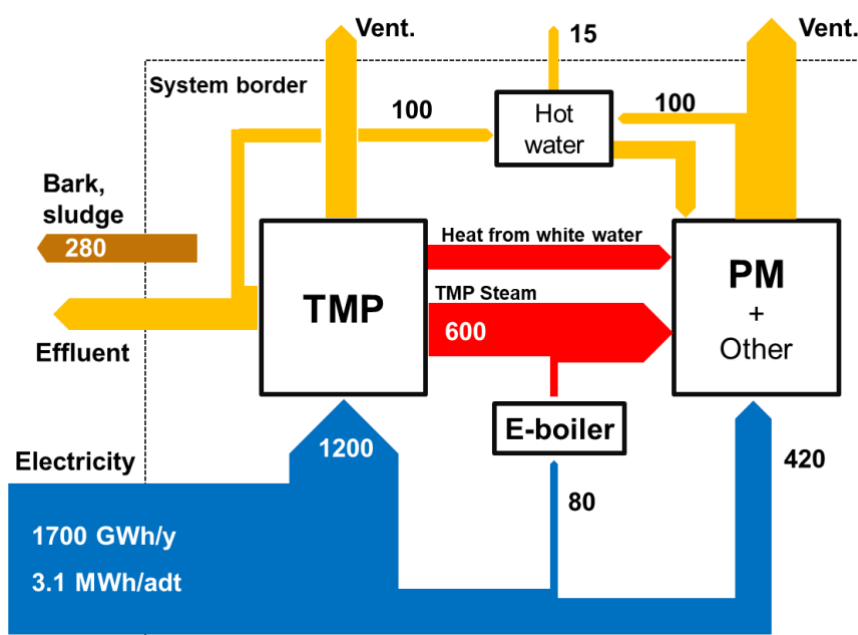 Vent.
15
Vent.
System border
100
Hot
water
100
Bark,
sludge
280
Heat from white water
TMP
TMP Steam
600
PM
+
Other
Effluent
E-boiler
Electricity
1200
420
80
1700 GWh/y
3.1 MWh/adt